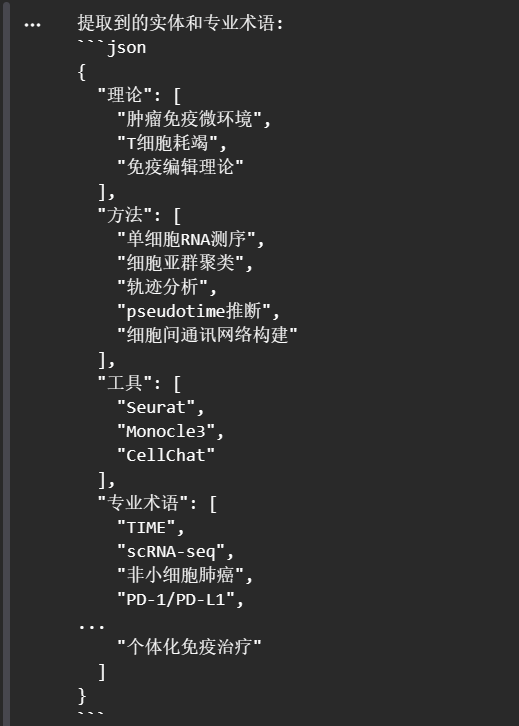 ... 提取到的实体和专业术语:
```json
{
  "理论": [
    "肿瘤免疫微环境",
    "T细胞耗竭",
    "免疫编辑理论"
  ],
  "方法": [
    "单细胞RNA测序",
    "细胞亚群聚类",
    "轨迹分析",
    "pseudotime推断",
    "细胞间通讯网络构建"
  ],
  "工具": [
    "Seurat",
    "Monocle3",
    "CellChat"
  ],
  "专业术语": [
    "TIME",
    "scRNA-seq",
    "非小细胞肺癌",
    "PD-1/PD-L1",
...
    "个体化免疫治疗"
  ]
}
```